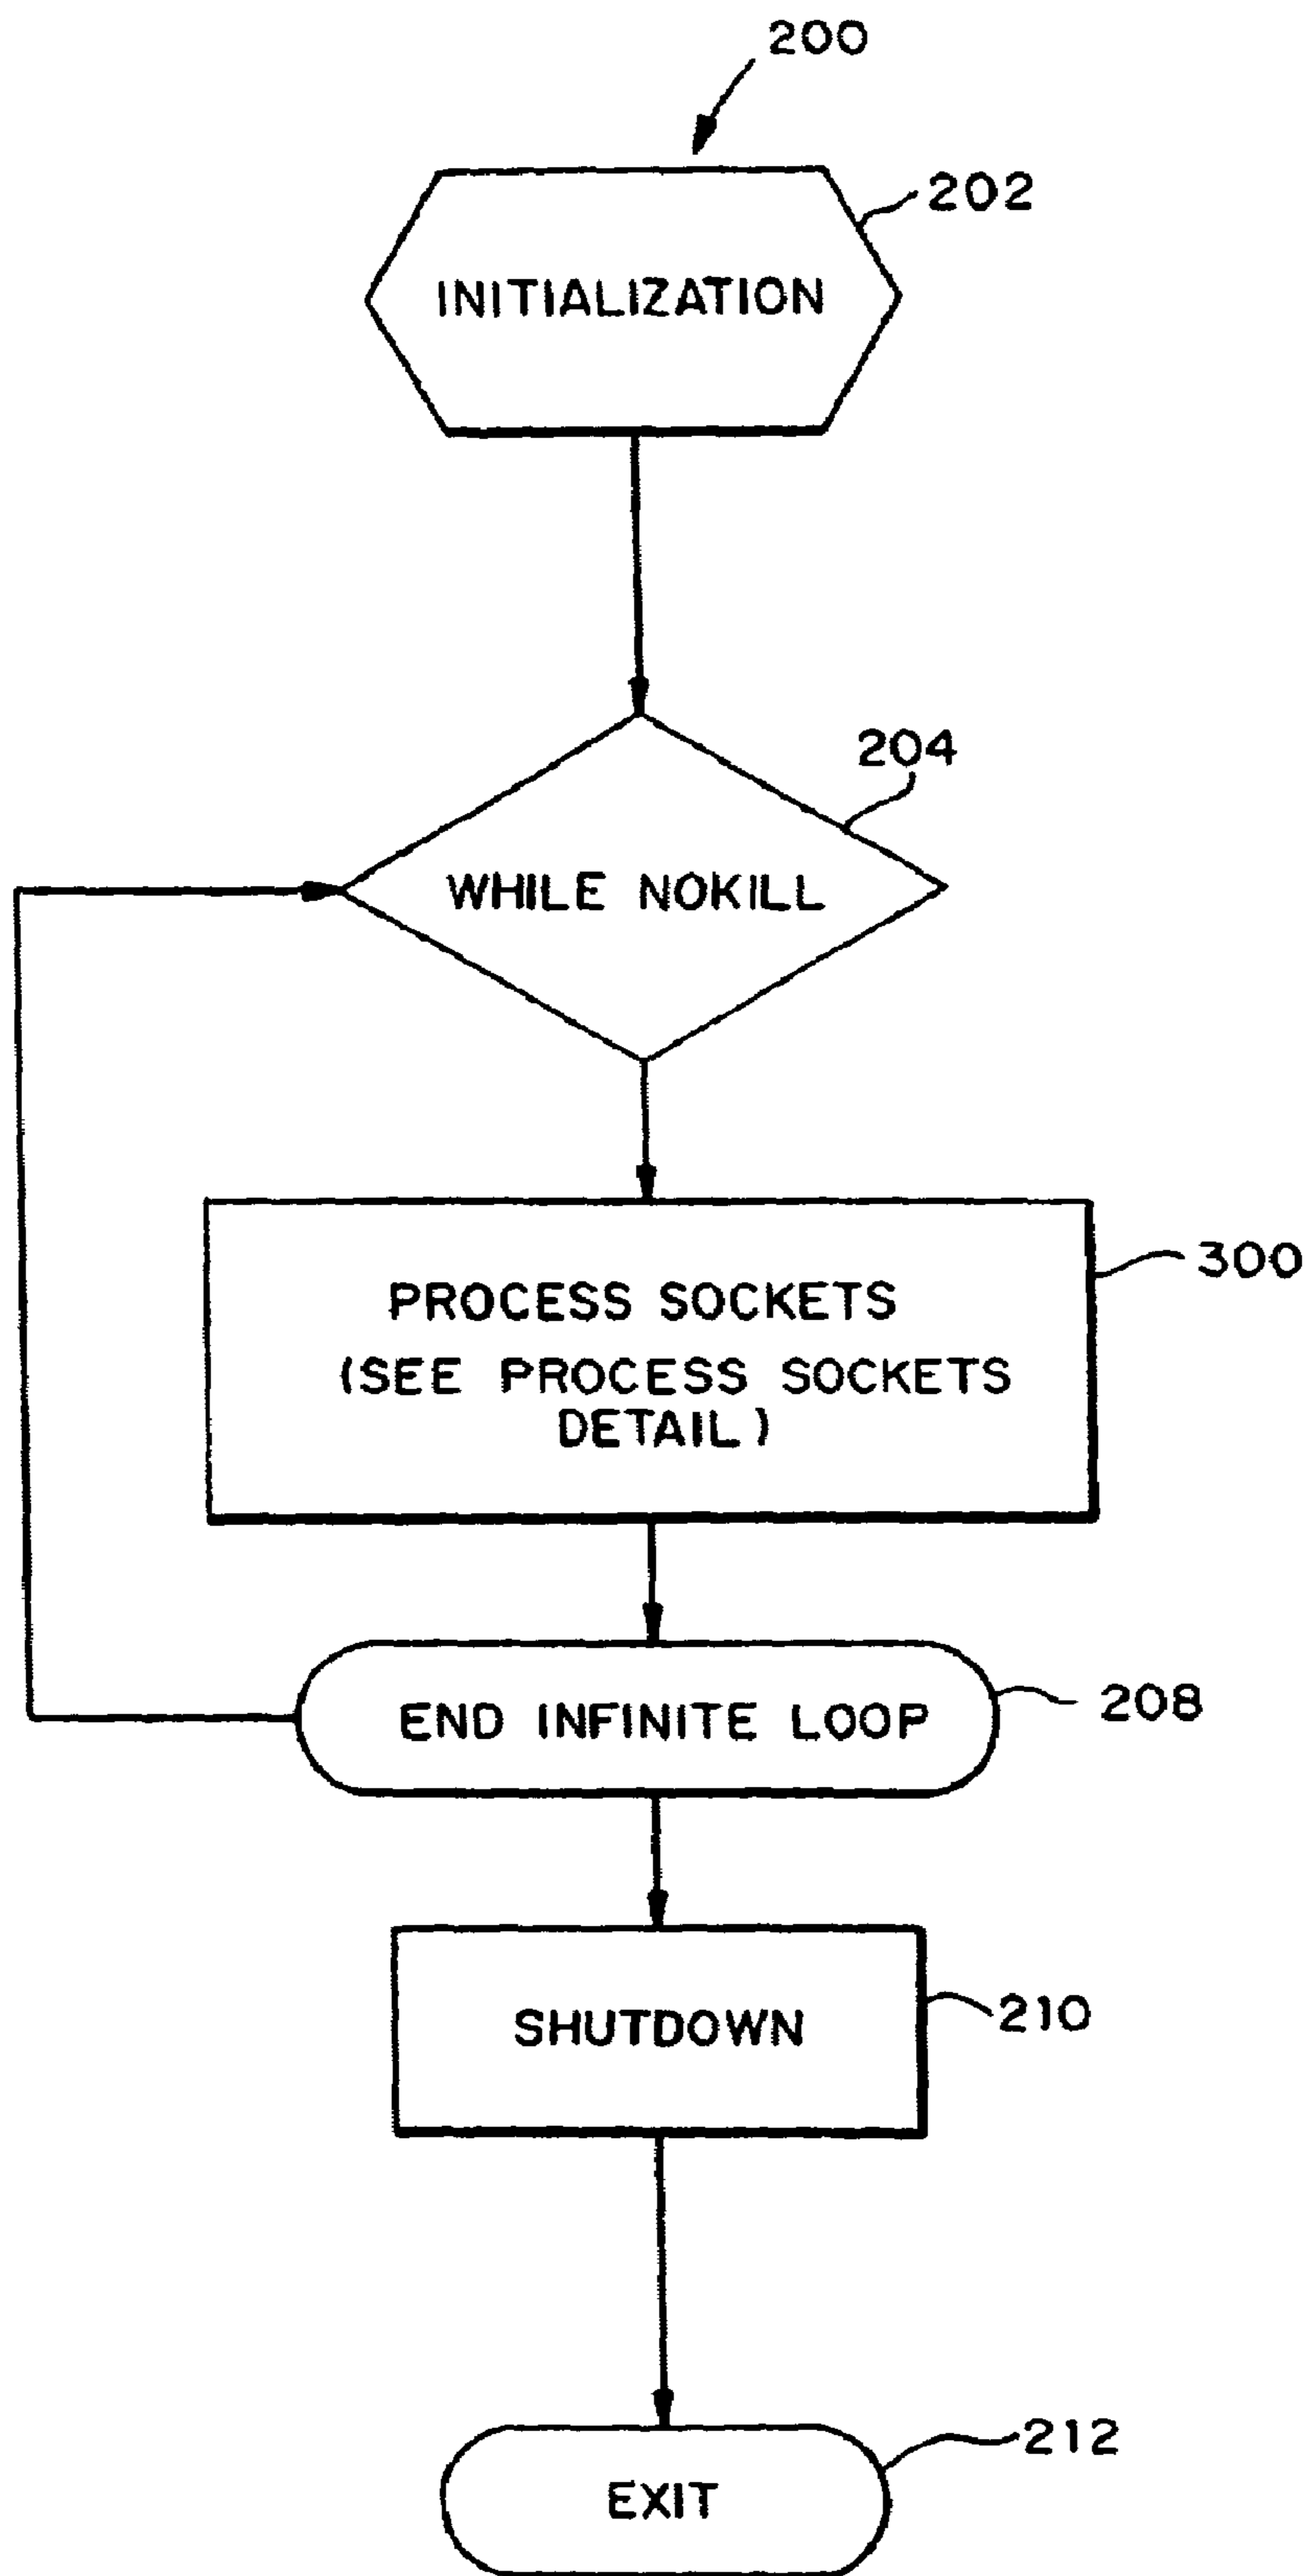 200
202
INITIALIZATION
204
WHILE NOKILL
300
PROCESS SOCKETS
(SEE PROCESS SOCKETS
DETAIL)
208
END INFINITE LOOP
210
SHUTDOWN
212
EXIT